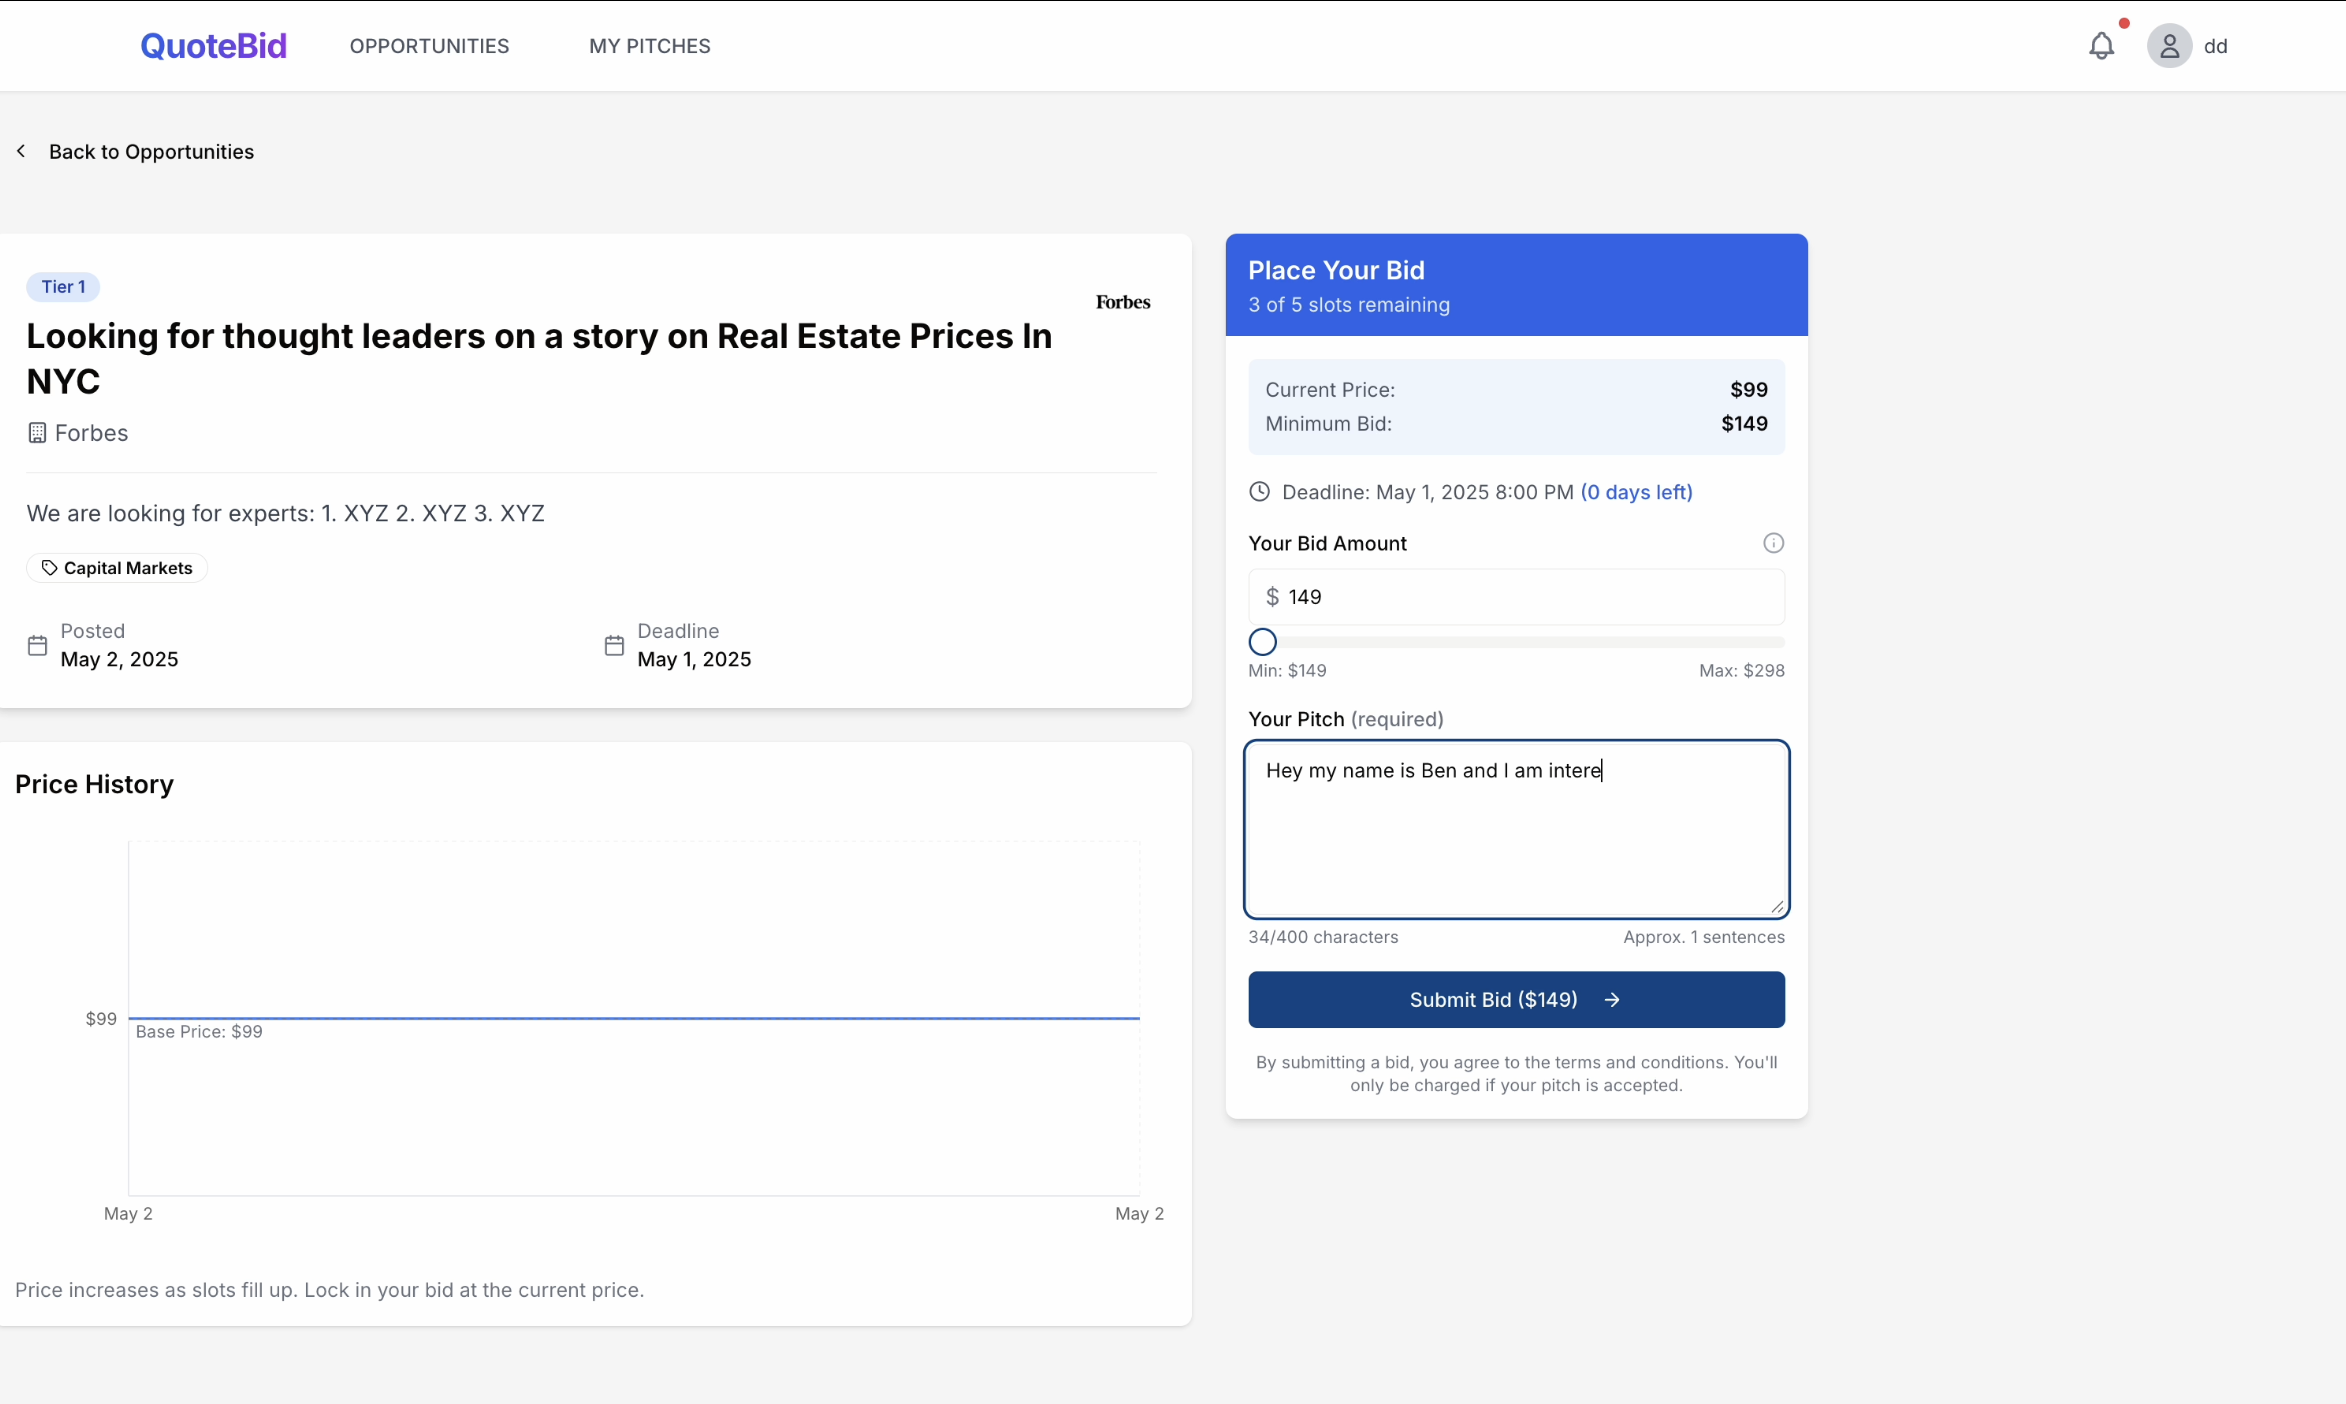 QuoteBid
OPPORTUNITIES
MY PITCHES
dd
Back to Opportunities
Tier 1
Forbes
Looking for thought leaders on a story on Real Estate Prices In
NYC
Forbes
We are looking for experts: 1. XYZ 2. XYZ 3. XYZ
Capital Markets
Posted
May 2, 2025
Deadline
May 1, 2025
Price History
$99
Base Price: $99
May 2
May 2
Price increases as slots fill up. Lock in your bid at the current price.
Place Your Bid
3 of 5 slots remaining
Current Price: $99
Minimum Bid: $149
Deadline: May 1, 2025 8:00 PM (0 days left)
Your Bid Amount
$ 149
Min: $149
Max: $298
Your Pitch (required)
Hey my name is Ben and I am intere
34/400 characters
Approx. 1 sentences
Submit Bid ($149)
By submitting a bid, you agree to the terms and conditions. You'll
only be charged if your pitch is accepted.